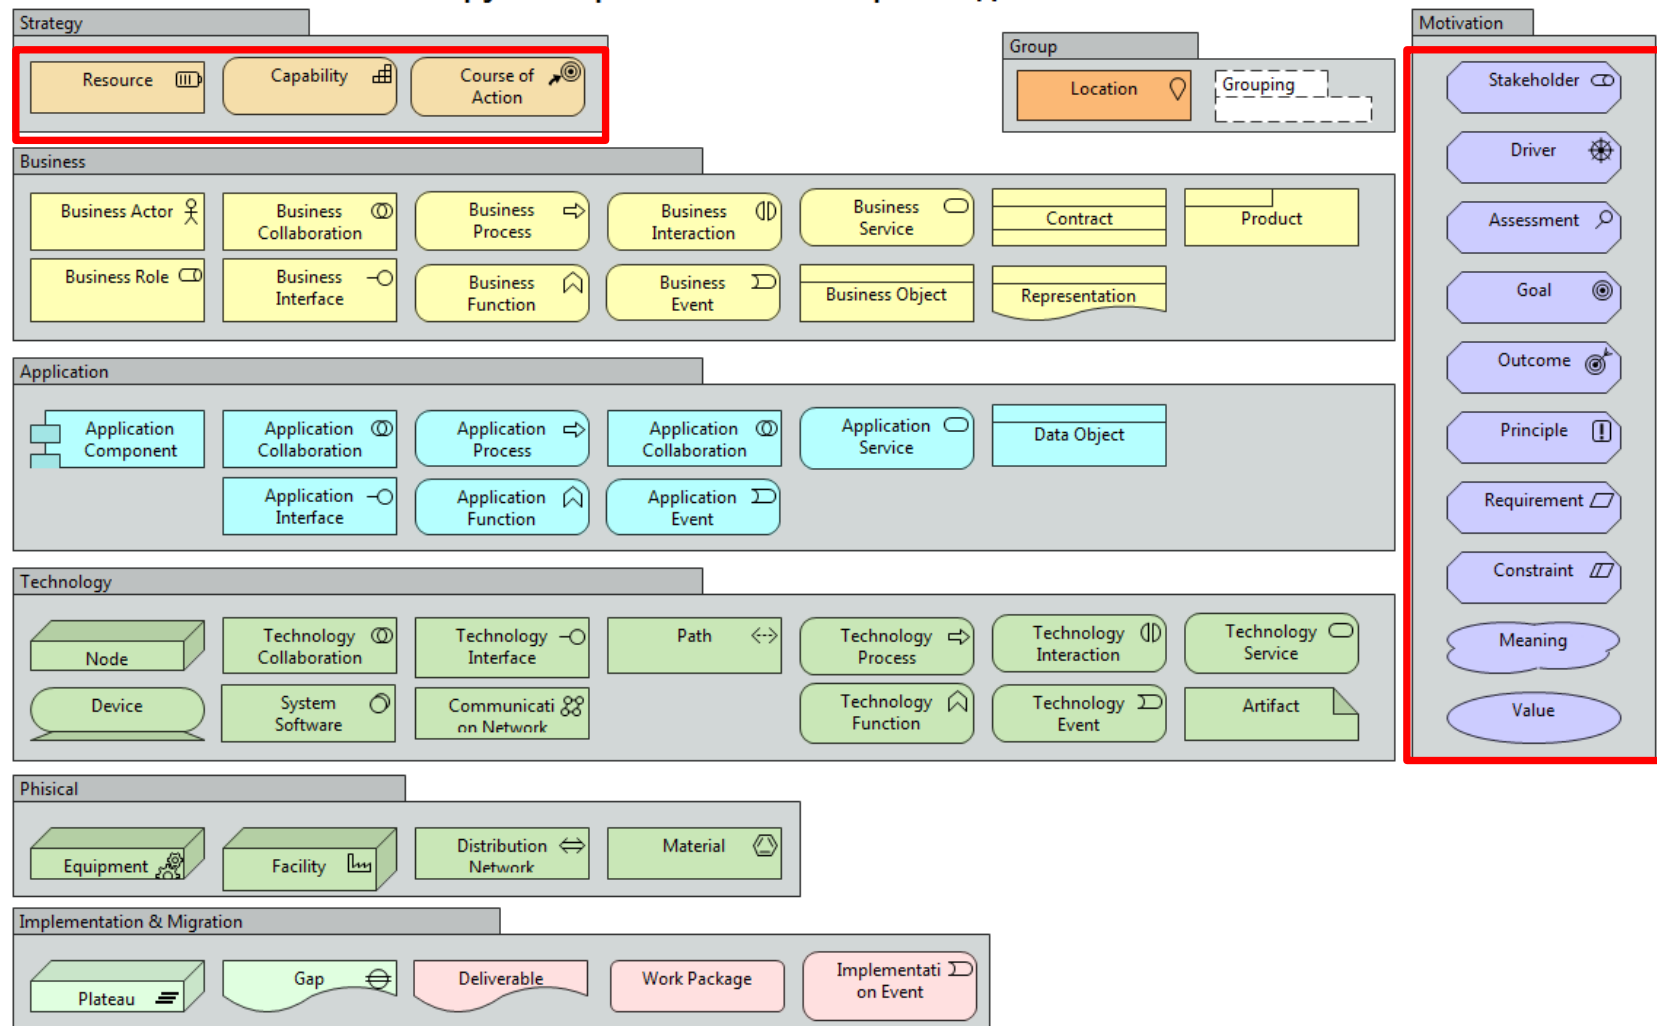 Strategy
Resource
Capability
Course of
Action
Group
Location
Grouping
Motivation
Stakeholder
Driver
Assessment
Goal
Outcome
Principle
Requirement
Constraint
Meaning
Value
Business
Business Actor
Business
Collaboration
Business
Process
Business
Interaction
Business
Service
Contract
Product
Business Role
Business
Interface
Business
Function
Business
Event
Business Object
Representation
Application
Application
Component
Application
Collaboration
Application
Process
Application
Collaboration
Application
Service
Data Object
Application
Interface
Application
Function
Application
Event
Technology
Node
Technology
Collaboration
Technology
Interface
Path
Technology
Process
Technology
Interaction
Technology
Service
Device
System
Software
Communicati
on Network
Technology
Function
Technology
Event
Artifact
Phisical
Equipment
Facility
Distribution
Network
Material
Implementation & Migration
Plateau
Gap
Deliverable
Work Package
Implementati
on Event